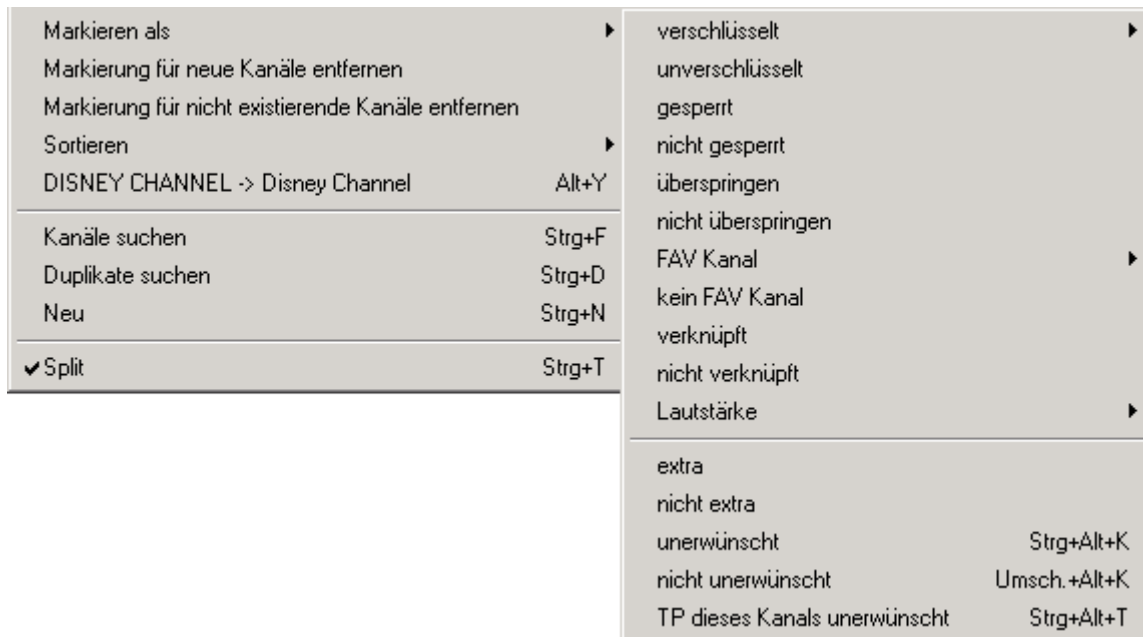 Markieren als
Markierung für neue Kanäle entfernen
Markierung für nicht existierende Kanäle entfernen
Sortieren
DISNEY CHANNEL -> Disney Channel Alt+Y
Kanäle suchen Strg+F
Duplikate suchen Strg+D
Neu Strg+N
Split Strg+T
verschlüsselt
unverschlüsselt
gesperrt
nicht gesperrt
überspringen
nicht überspringen
FAV Kanal
kein FAV Kanal
verknüpft
nicht verknüpft
Lautstärke
extra
nicht extra
unerwünscht Strg+Alt+K
nicht unerwünscht Umsch.+Alt+K
TP dieses Kanals unerwünscht Strg+Alt+T